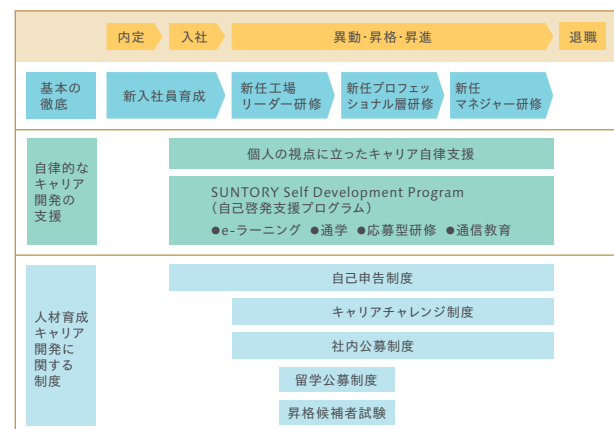 内定
入社
異動・昇格・昇進
退職
基本の
徹底
新入社員育成
新任工場
リーダー研修
新任プロフェッ
ショナル層研修
新任
マネジャー研修
自律的な
キャリア
開発の
支援
個人の視点に立ったキャリア自律支援
SUNTORY Self Development Program
（自己啓発支援プログラム）
●e-ラーニング ●通学 ●応募型研修 ●通信教育
人材育成
キャリア
開発に
関する
制度
自己申告制度
キャリアチャレンジ制度
社内公募制度
留学公募制度
昇格候補者試験